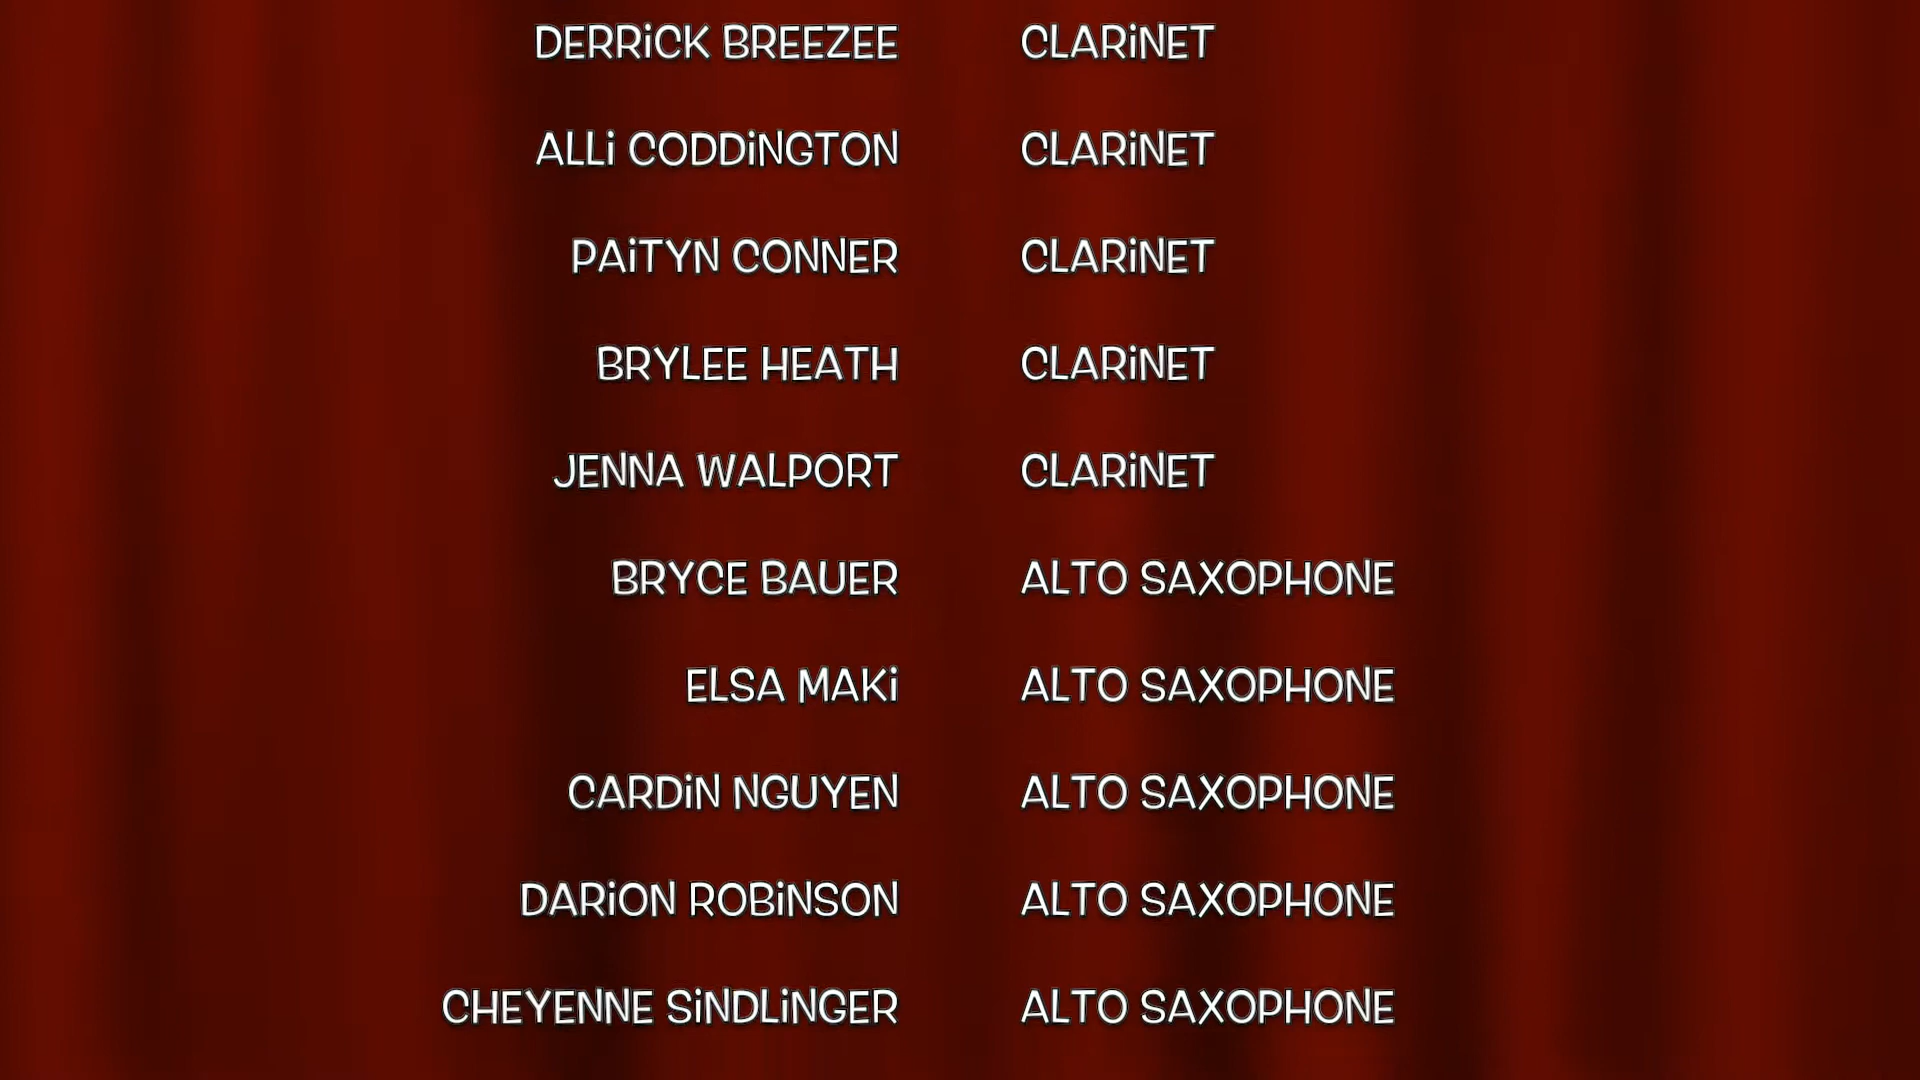 DERRiCK BREEZEE CLARiNET
ALLi CODDiNGTON CLARiNET
PAiTYN CONNER CLARiNET
BRYLEE HEATH CLARiNET
JENNA WALPORT CLARiNET
BRYCE BAUER ALTO SAXOPHONE
ELSA MAKi ALTO SAXOPHONE
CARDiN NGUYEN ALTO SAXOPHONE
DARiON ROBiNSON ALTO SAXOPHONE
CHEYENNE SiNDLiNGER ALTO SAXOPHONE